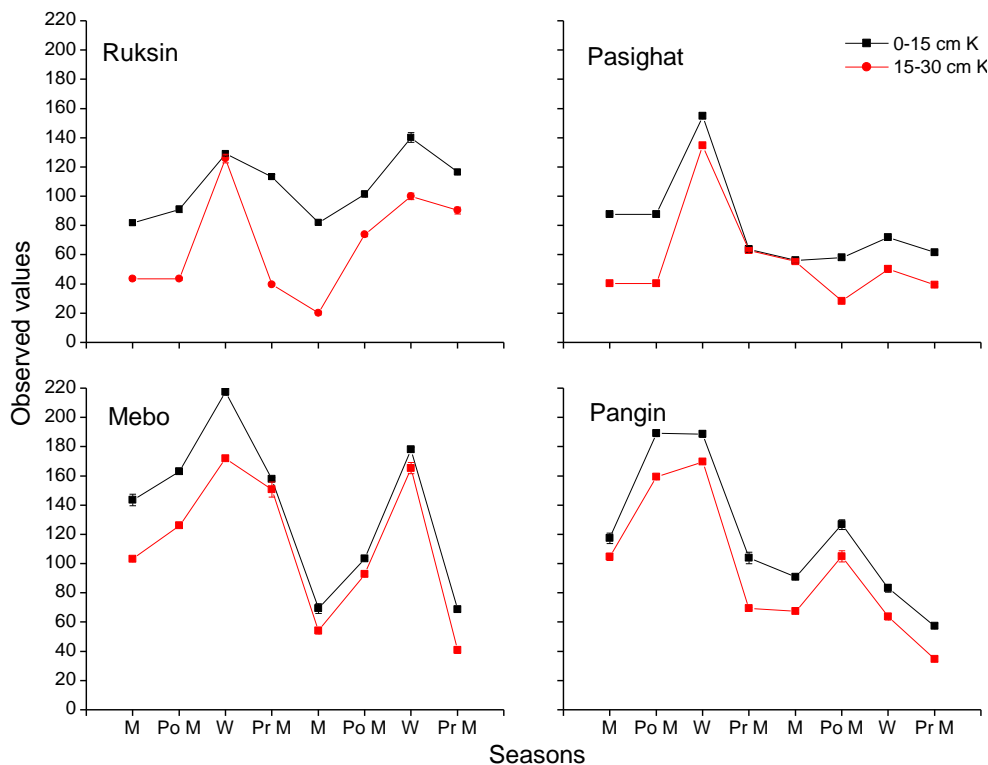 Ruksin
Pasighat
0-15 cm K
15-30 cm K
220
200
180
160
140
120
100
80
60
40
20
0
Observed values
Mebo
Pangin
220
200
180
160
140
120
100
80
60
40
20
0
M Po M W Pr M M Po M W Pr M
M Po M W Pr M M Po M W Pr M
Seasons